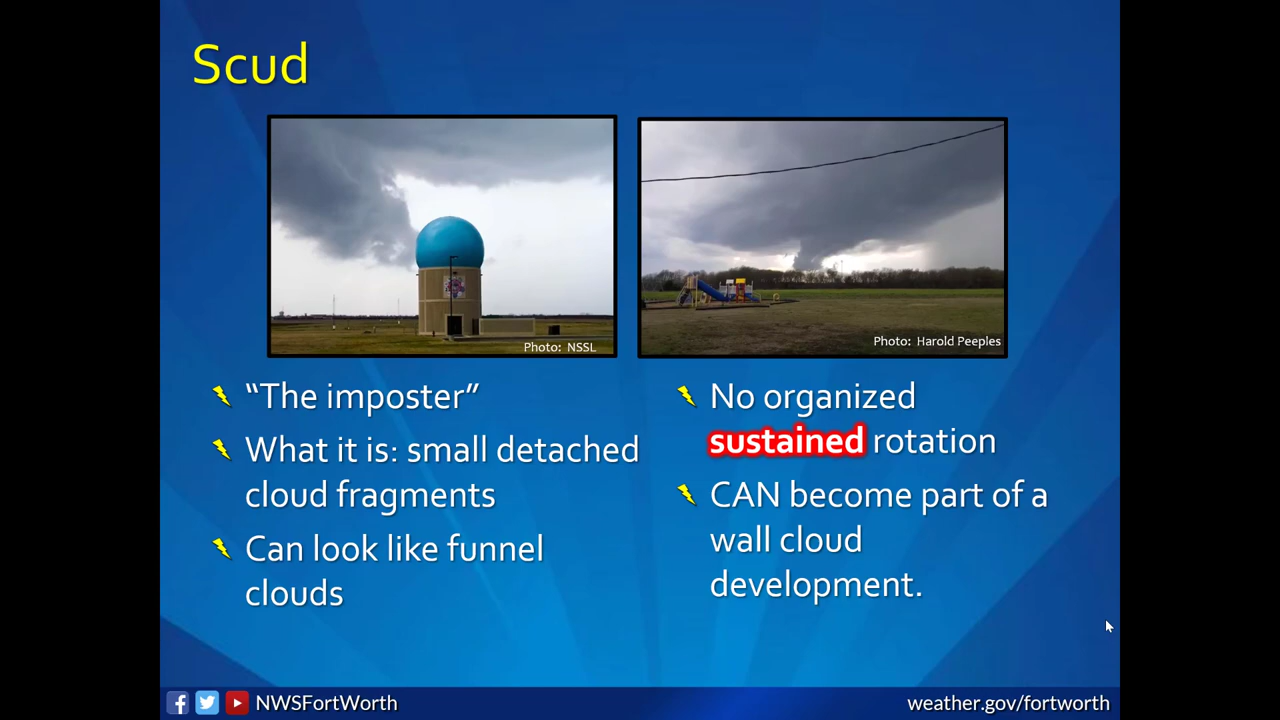 Scud
Photo: NSSL
Photo: Harold Peeples
“The imposter”
What it is: small detached
cloud fragments
Can look like funnel
clouds
No organized
sustained rotation
CAN become part of a
wall cloud
development.
NWSFortWorth
weather.gov/fortworth